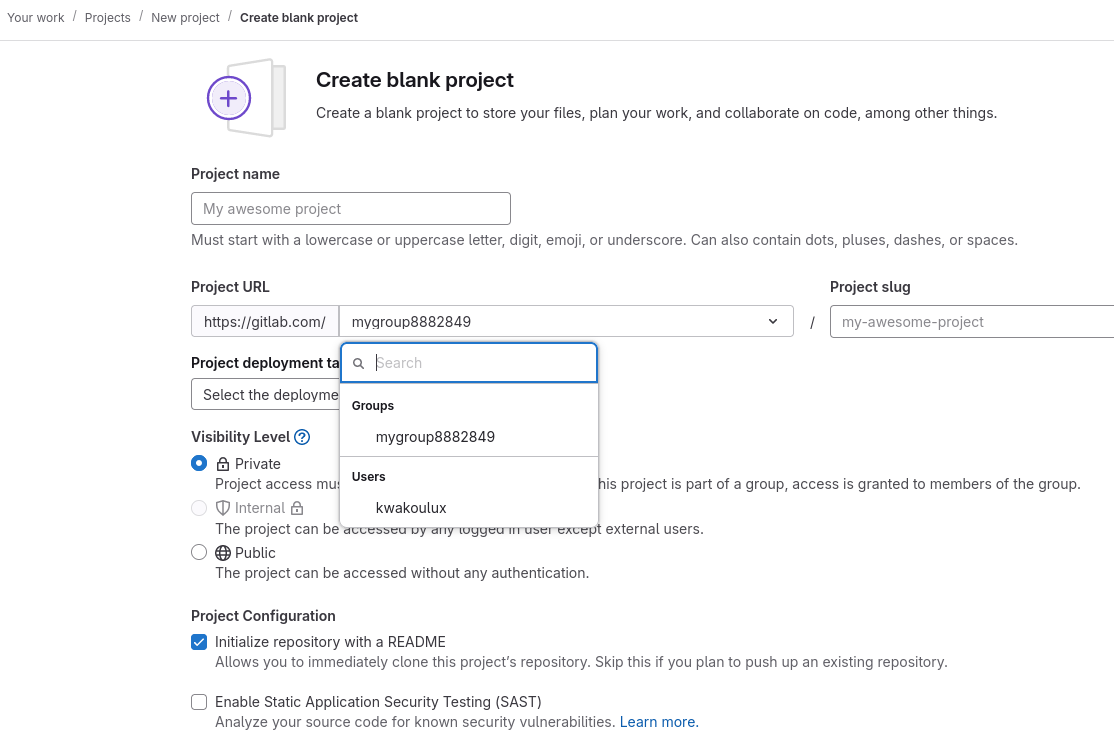 Your work / Projects / New project / Create blank project
Create blank project
Create a blank project to store your files, plan your work, and collaborate on code, among other things.
Project name
My awesome project
Must start with a lowercase or uppercase letter, digit, emoji, or underscore. Can also contain dots, pluses, dashes, or spaces.
Project URL
Project slug
https://gitlab.com/ mygroup8882849 / my-awesome-project
Project deployment ta
Search
Select the deployme
Groups
mygroup8882849
Users
kwakoulux
Visibility Level
Private
Project access mus his project is part of a group, access is granted to members of the group.
Internal
The project can be accessed by any logged in user except external users.
Public
The project can be accessed without any authentication.
Project Configuration
Initialize repository with a README
Allows you to immediately clone this project's repository. Skip this if you plan to push up an existing repository.
Enable Static Application Security Testing (SAST)
Analyze your source code for known security vulnerabilities. Learn more.